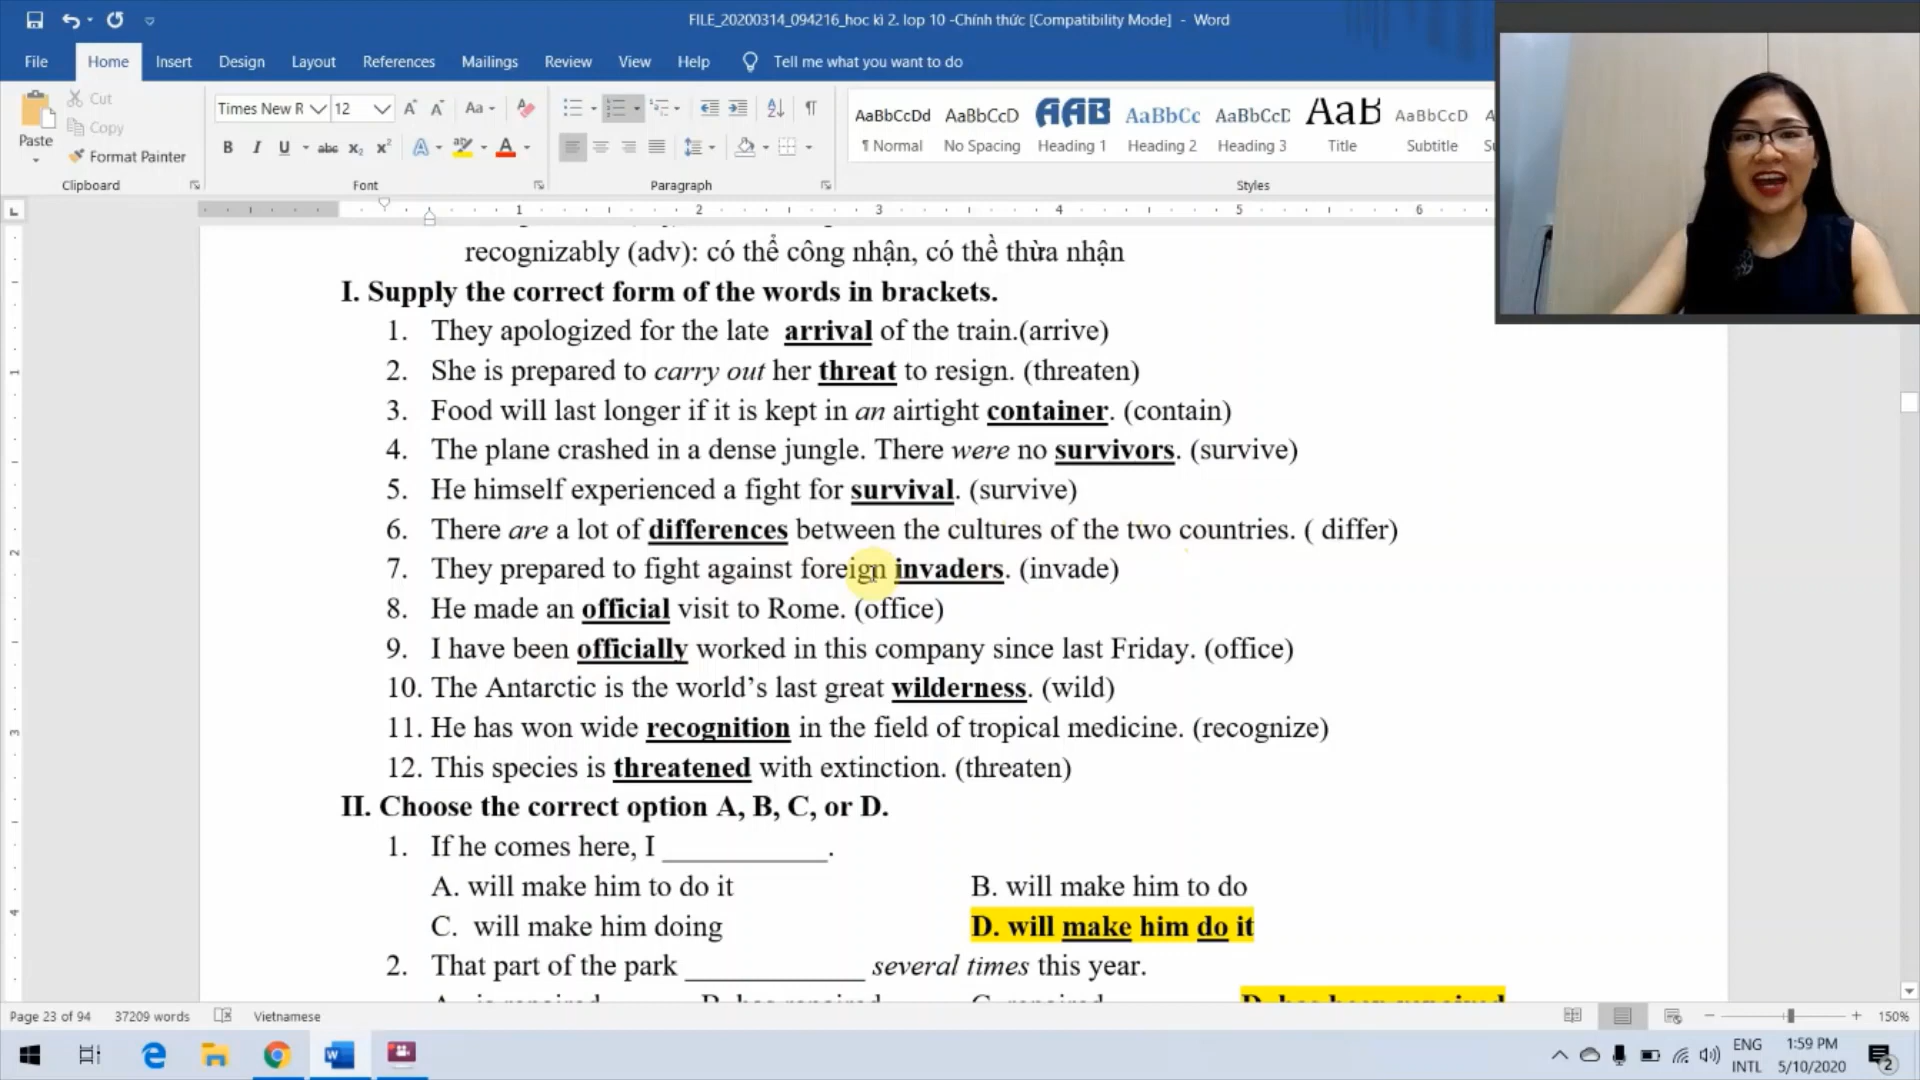 FILE_20200314_094216_hoc kì 2. lop 10 -Chính thức [Compatibility Mode] - Word
File Home Insert Design Layout References Mailings Review View Help Tell me what you want to do
Cut
Copy
Paste
Format Painter
Clipboard
Times New R 12
Font
Paragraph
AaBbCcDd AaBbCcD AAB AaBbCc AaBbCcD AaB AaBbCcD
¶ Normal No Spacing Heading 1 Heading 2 Heading 3 Title Subtitle
Styles
1 2 3 4 5 6
recognizably (adv): có thể công nhận, có thề thừa nhận
I. Supply the correct form of the words in brackets.
1. They apologized for the late arrival of the train.(arrive)
2. She is prepared to carry out her threat to resign. (threaten)
3. Food will last longer if it is kept in an airtight container. (contain)
4. The plane crashed in a dense jungle. There were no survivors. (survive)
5. He himself experienced a fight for survival. (survive)
6. There are a lot of differences between the cultures of the two countries. ( differ)
7. They prepared to fight against foreign invaders. (invade)
8. He made an official visit to Rome. (office)
9. I have been officially worked in this company since last Friday. (office)
10. The Antarctic is the world’s last great wilderness. (wild)
11. He has won wide recognition in the field of tropical medicine. (recognize)
12. This species is threatened with extinction. (threaten)
II. Choose the correct option A, B, C, or D.
1. If he comes here, I ___________.
A. will make him to do it B. will make him to do
C. will make him doing D. will make him do it
2. That part of the park ____________ several times this year.
Page 23 of 94 37209 words Vietnamese 150%
ENG 1:59 PM
INTL 5/10/2020 2